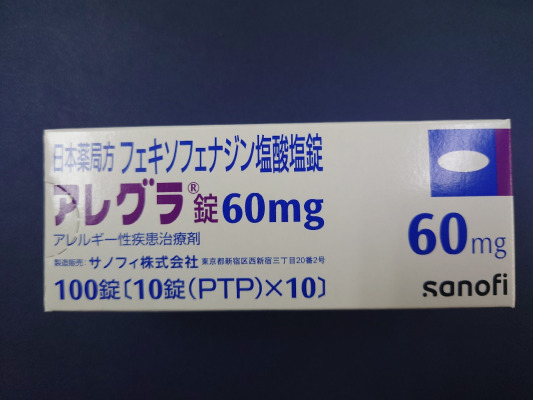 日本薬局方 フェキソフェナジン塩酸塩錠
アレグラ®錠60mg
アレルギー性疾患治療剤
製造販売：サノフィ株式会社 東京都新宿区西新宿三丁目20番2号
100錠〔10錠(PTP)×10〕
60mg
sanofi